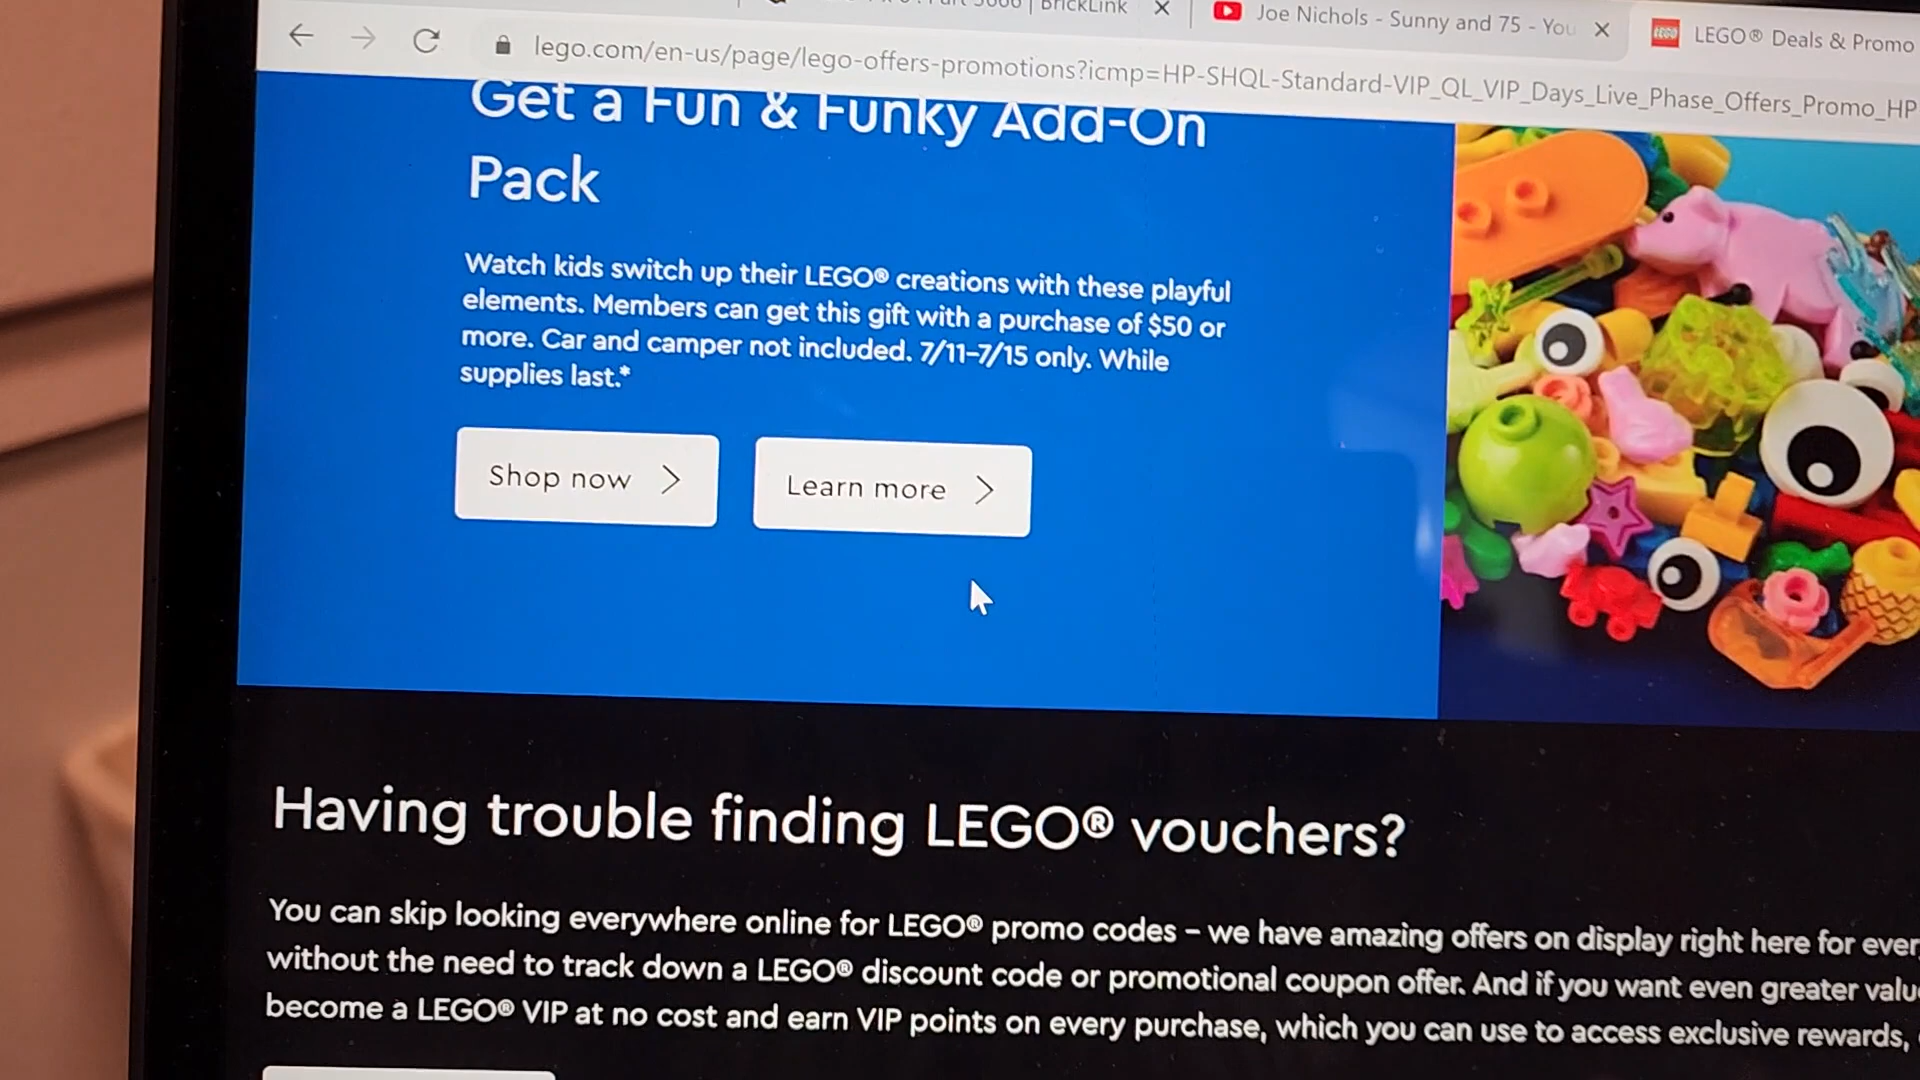 BrickLink
Joe Nichols - Sunny and 75 - You
LEGO® Deals & Promo
lego.com/en-us/page/lego-offers-promotions?icmp=HP-SHQL-Standard-VIP_QL_VIP_Days_Live_Phase_Offers_Promo_HP
Get a Fun & Funky Add-On
Pack
Watch kids switch up their LEGO® creations with these playful
elements. Members can get this gift with a purchase of $50 or
more. Car and camper not included. 7/11-7/15 only. While
supplies last.*
Shop now
Learn more
Having trouble finding LEGO® vouchers?
You can skip looking everywhere online for LEGO® promo codes – we have amazing offers on display right here for ever
without the need to track down a LEGO® discount code or promotional coupon offer. And if you want even greater valu
become a LEGO® VIP at no cost and earn VIP points on every purchase, which you can use to access exclusive rewards,